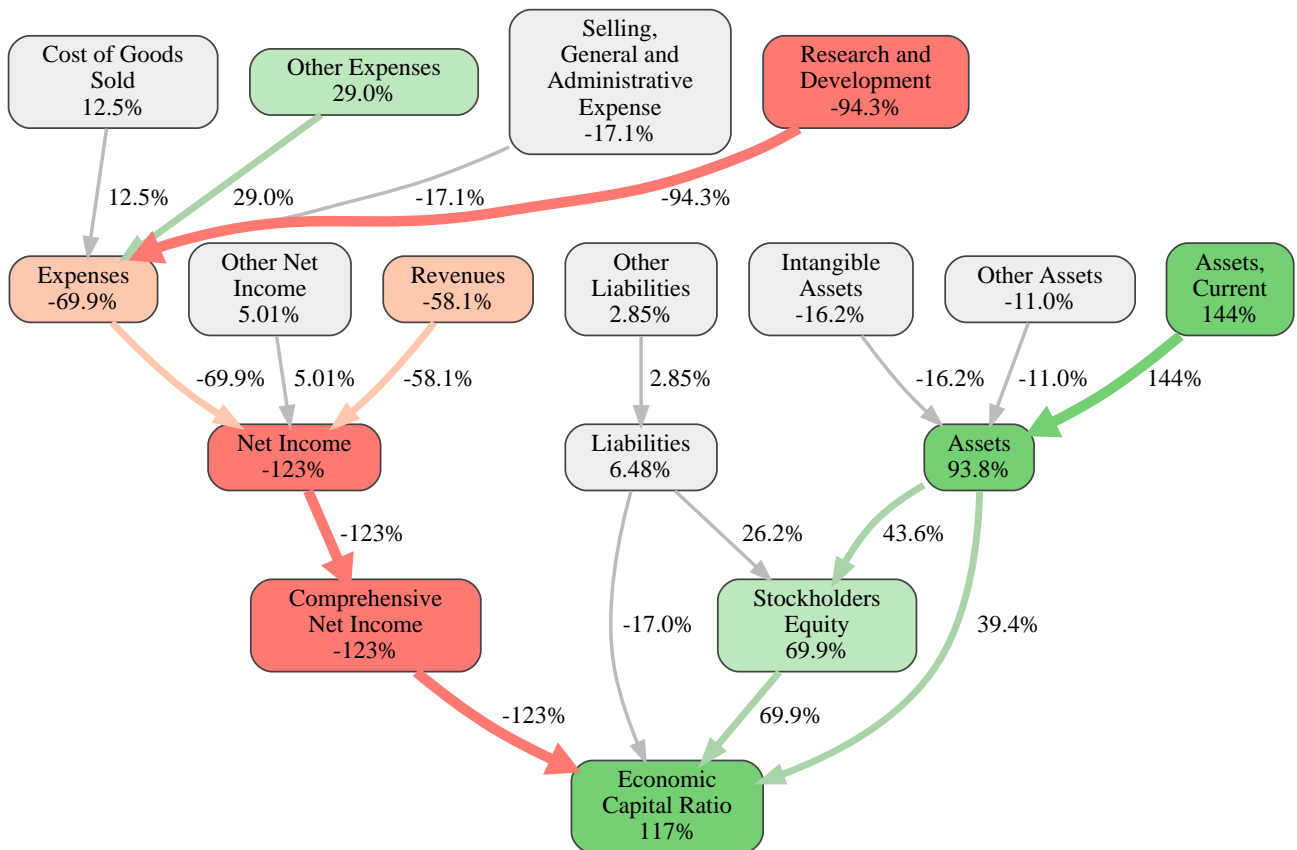 Cost of Goods
Sold
12.5%
Other Expenses
29.0%
Selling,
General and
Administrative
Expense
-17.1%
Research and
Development
-94.3%
12.5%
29.0%
-17.1%
-94.3%
Expenses
-69.9%
Other Net
Income
5.01%
Revenues
-58.1%
Other
Liabilities
2.85%
Intangible
Assets
-16.2%
Other Assets
-11.0%
Assets,
Current
144%
-69.9%
5.01%
-58.1%
2.85%
-16.2%
-11.0%
144%
Net Income
-123%
Liabilities
6.48%
Assets
93.8%
-123%
26.2%
43.6%
Comprehensive
Net Income
-123%
-17.0%
Stockholders
Equity
69.9%
39.4%
-123%
69.9%
Economic
Capital Ratio
117%